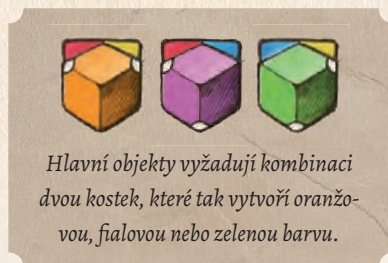 Hlavní objekty vyžadují kombinaci
dvou kostek, které tak vytvoří oranžo-
vou, fialovou nebo zelenou barvu.